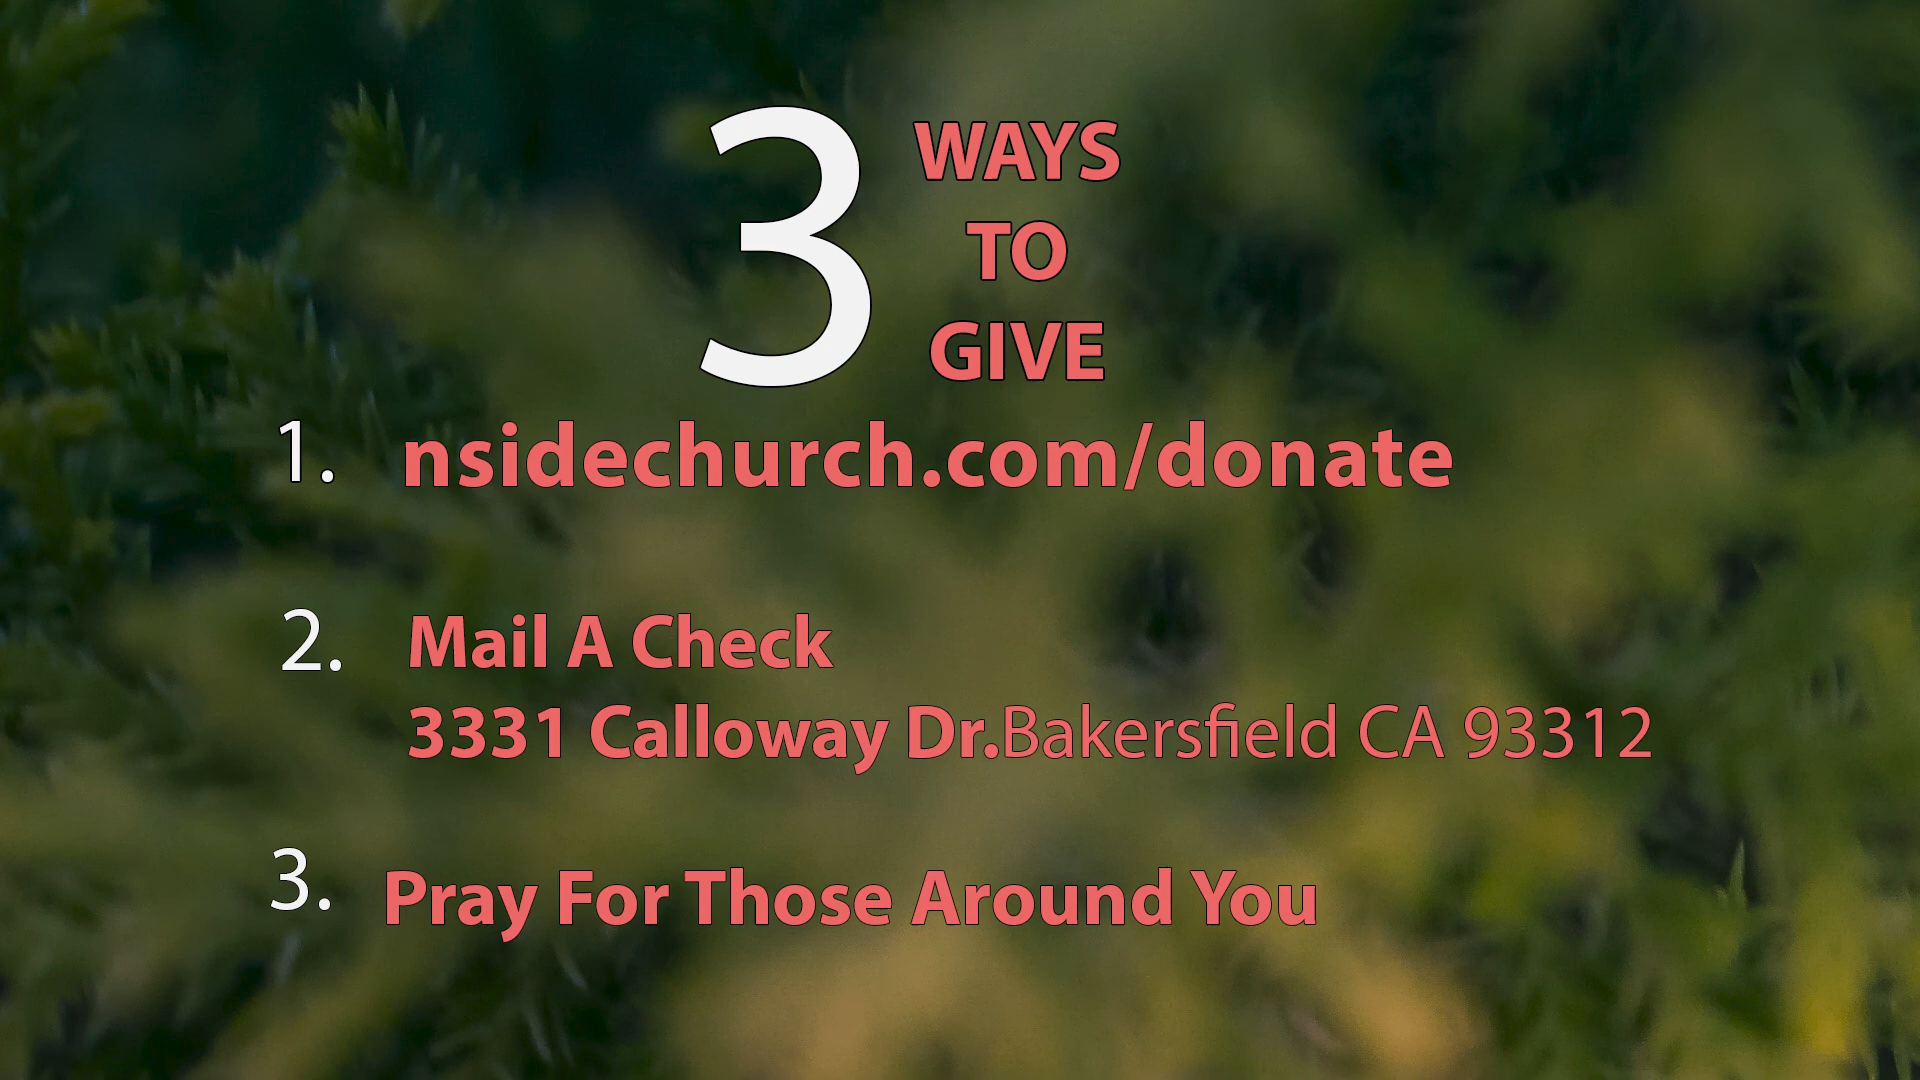 3 WAYS
TO
GIVE
1. nsidechurch.com/donate
2. Mail A Check
3331 Calloway Dr.Bakersfield CA 93312
3. Pray For Those Around You